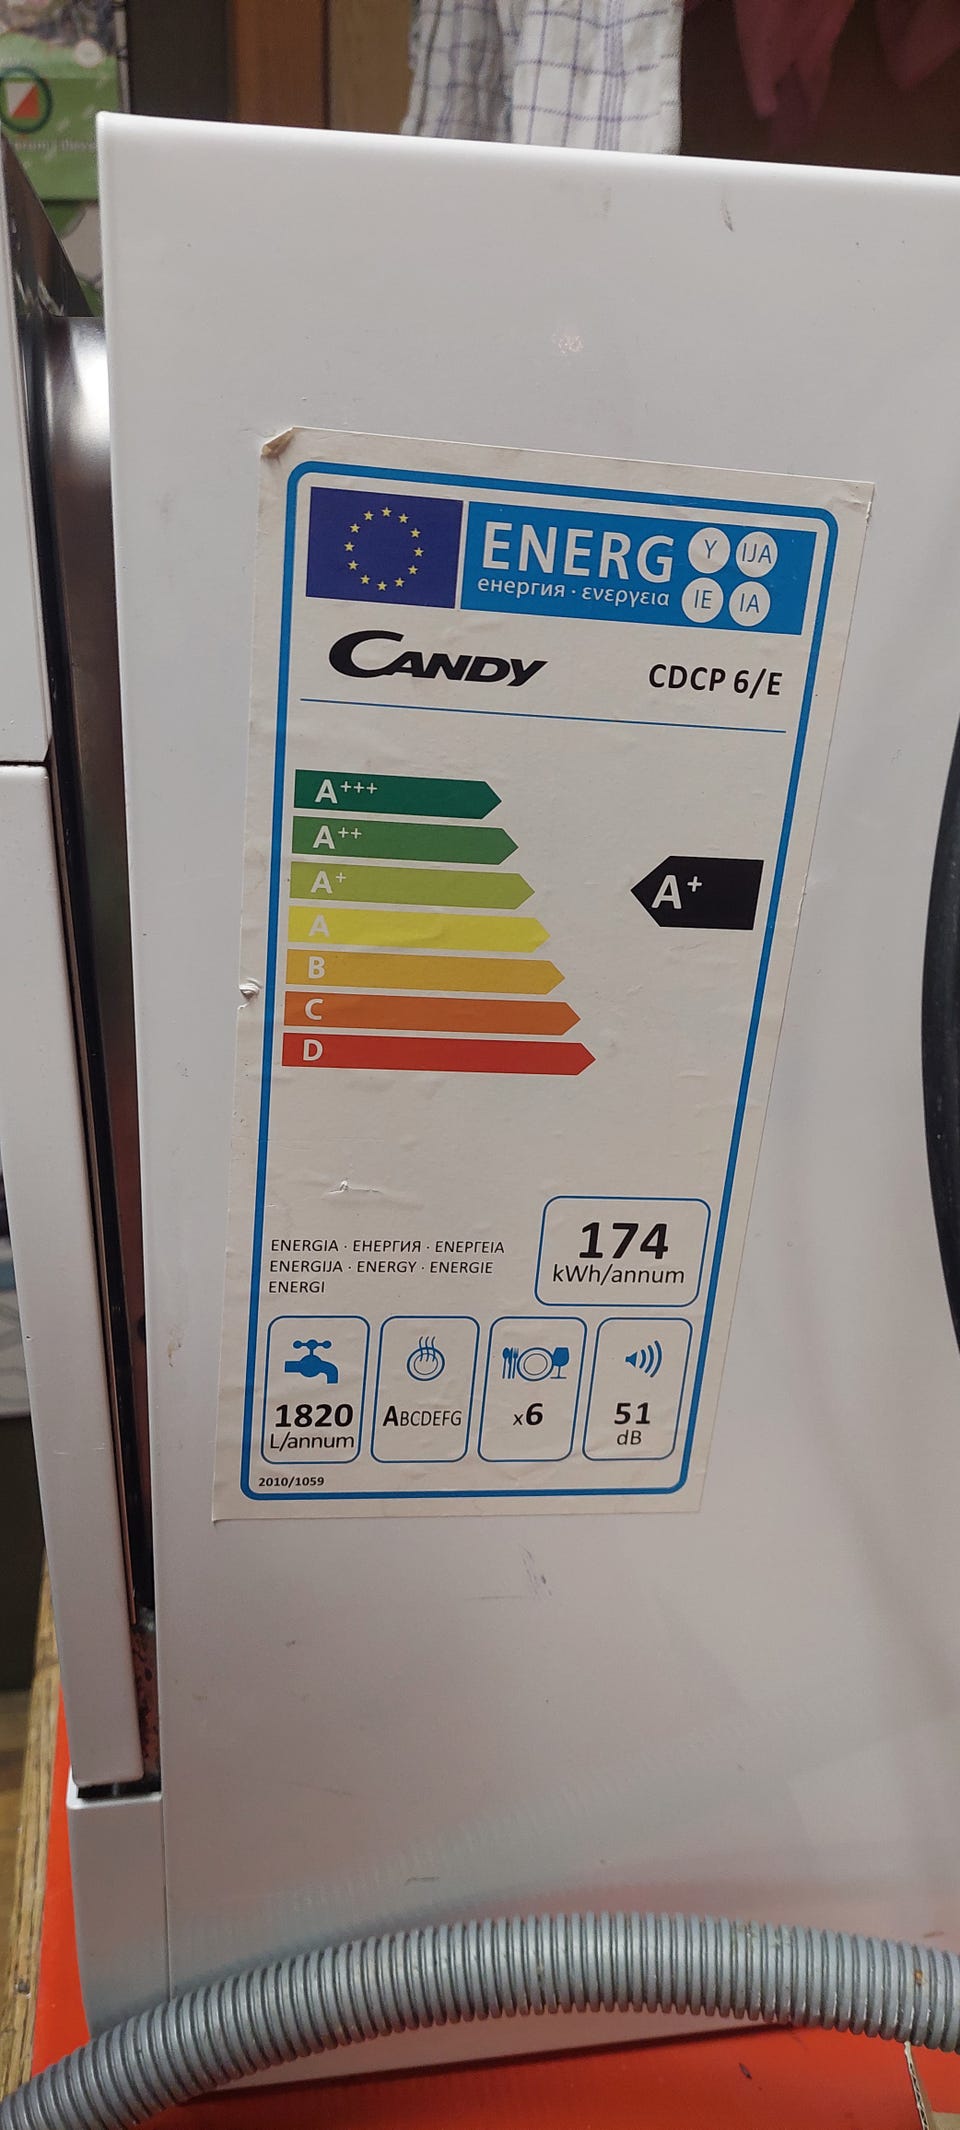 ENERG Y IJA
енергия · ενεργεια IE IA
CANDY CDCP 6/E
A+++
A++
A+
A+
A
B
C
D
ENERGIA · ЕНЕРГИЯ · ΕΝΕΡΓΕΙΑ
ENERGIJA · ENERGY · ENERGIE
ENERGI
174
kWh/annum
1820
L/annum
ABCDEFG
x6
51
dB
2010/1059